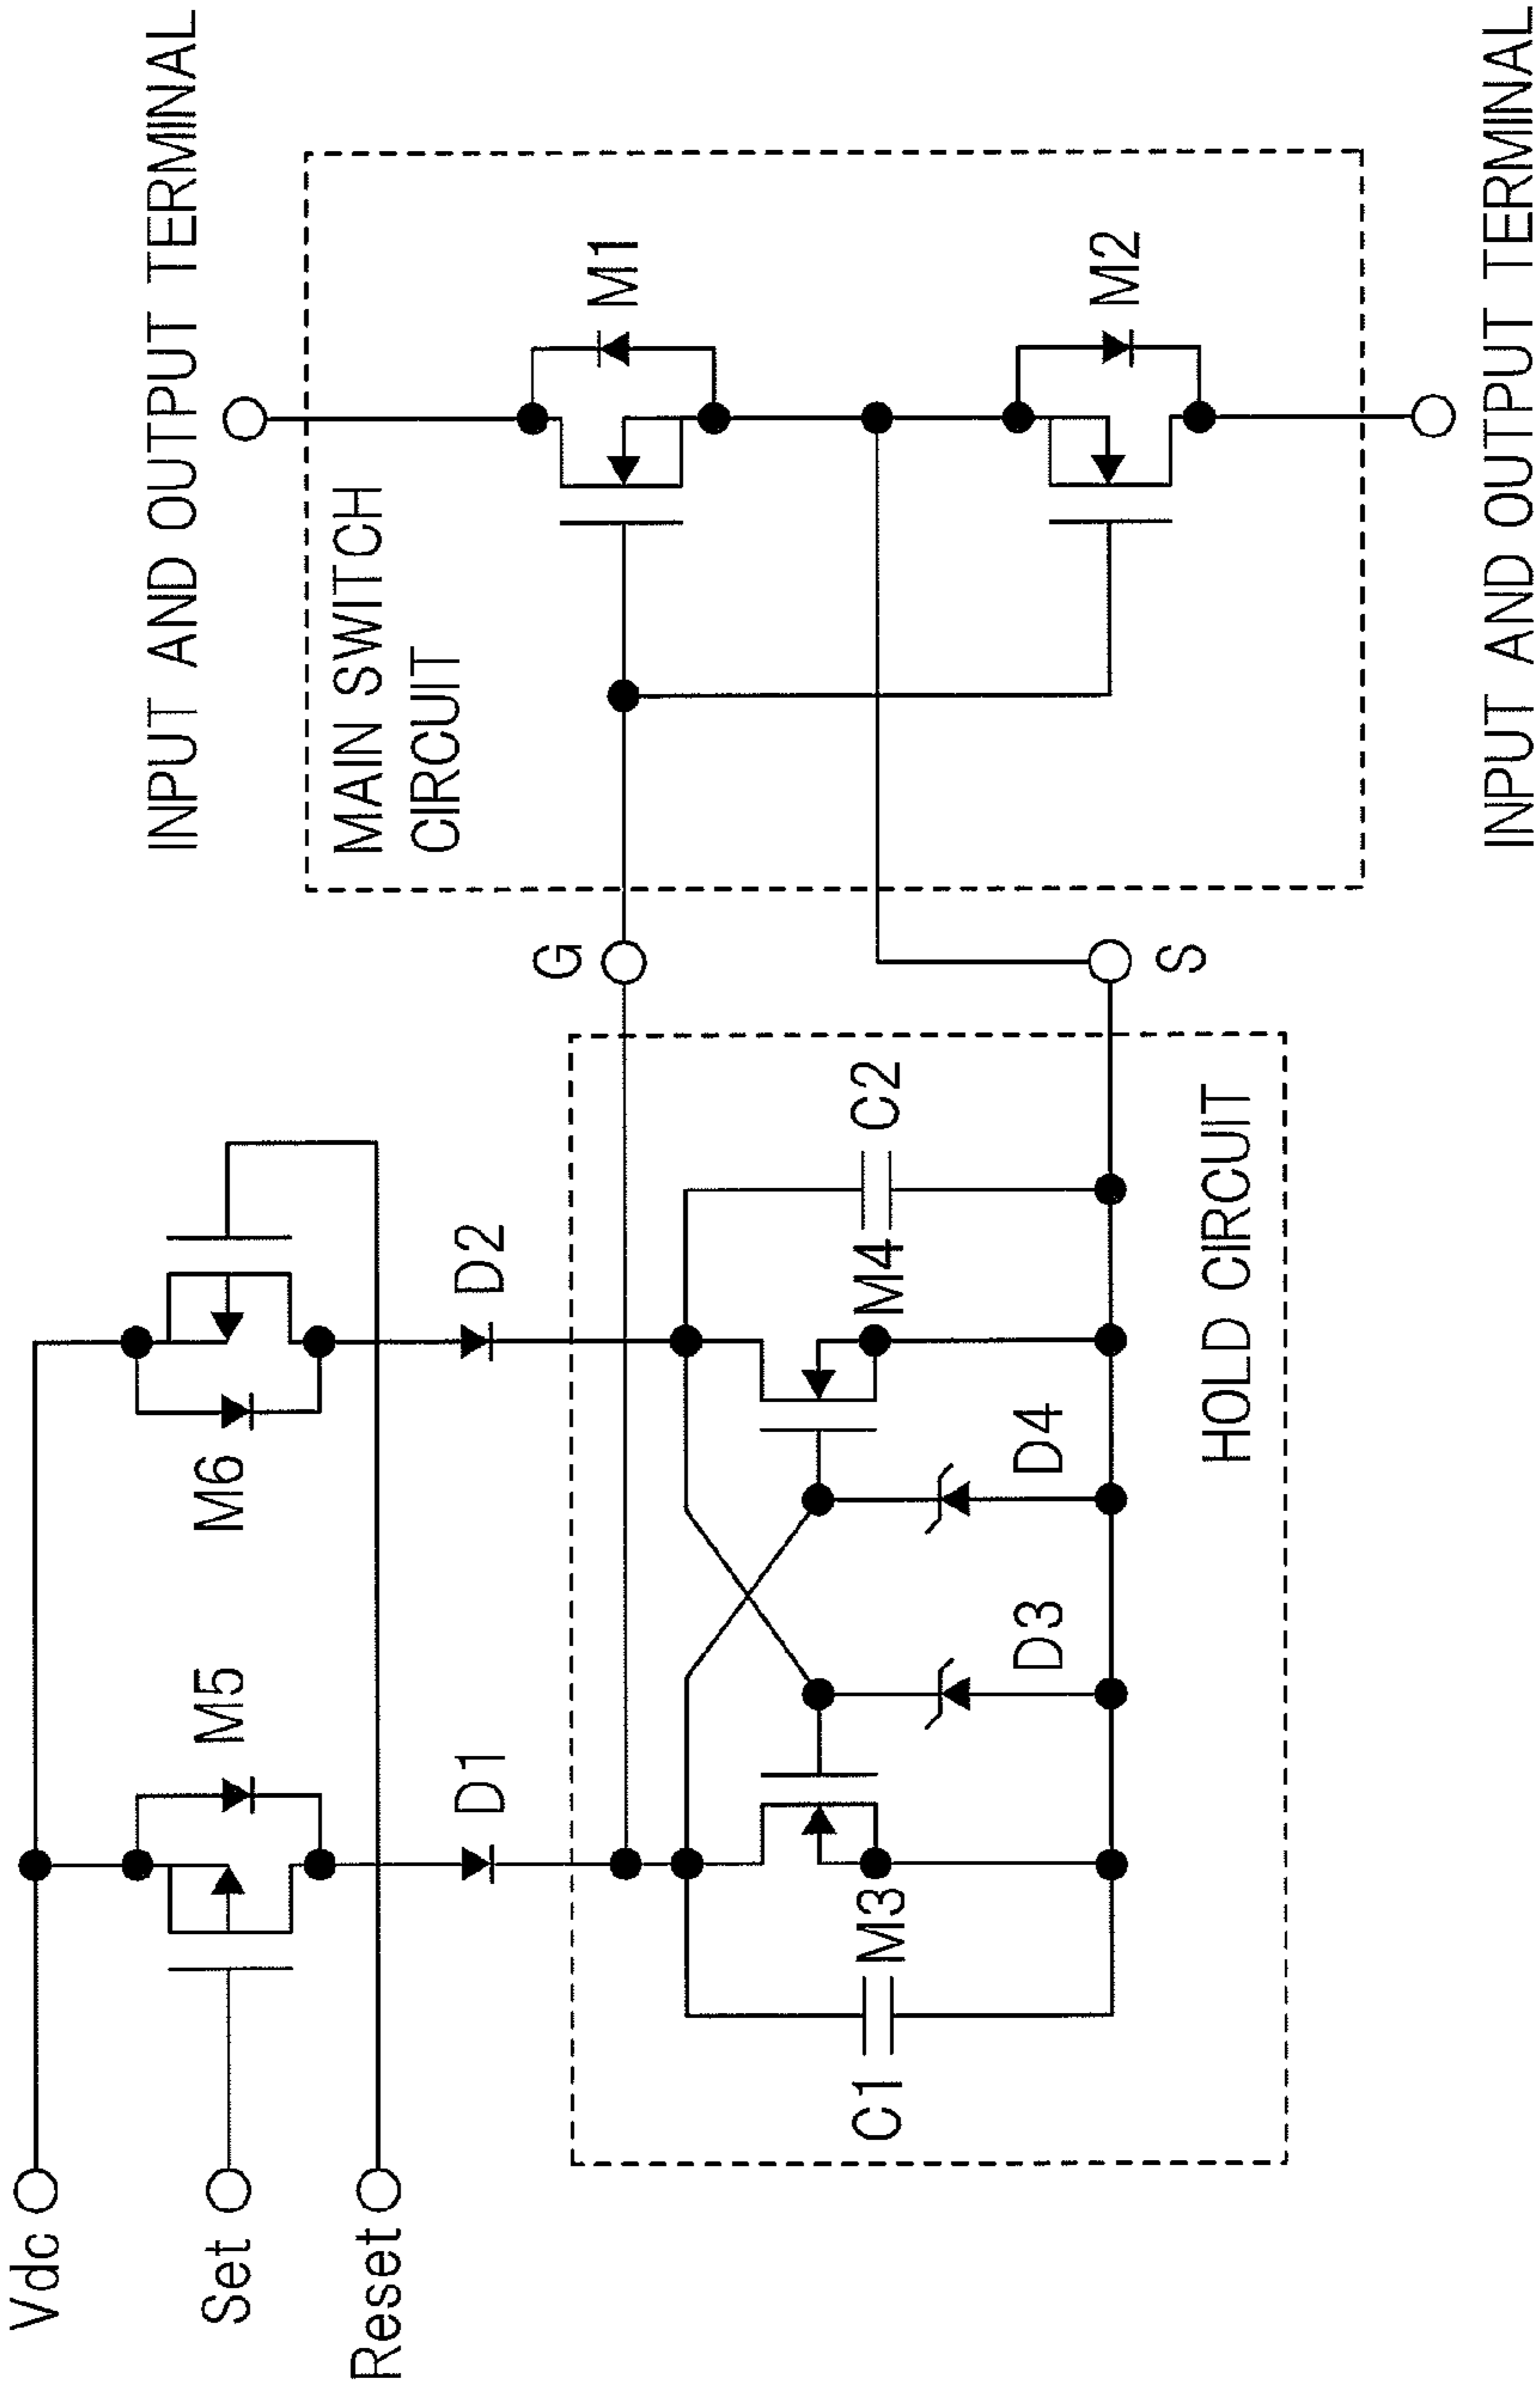 Vdc
Set
Reset
M5
M6
D1
D2
C1
M3
D3
D4
M4
C2
HOLD CIRCUIT
G
S
MAIN SWITCH
CIRCUIT
M1
M2
INPUT AND OUTPUT TERMINAL
INPUT AND OUTPUT TERMINAL